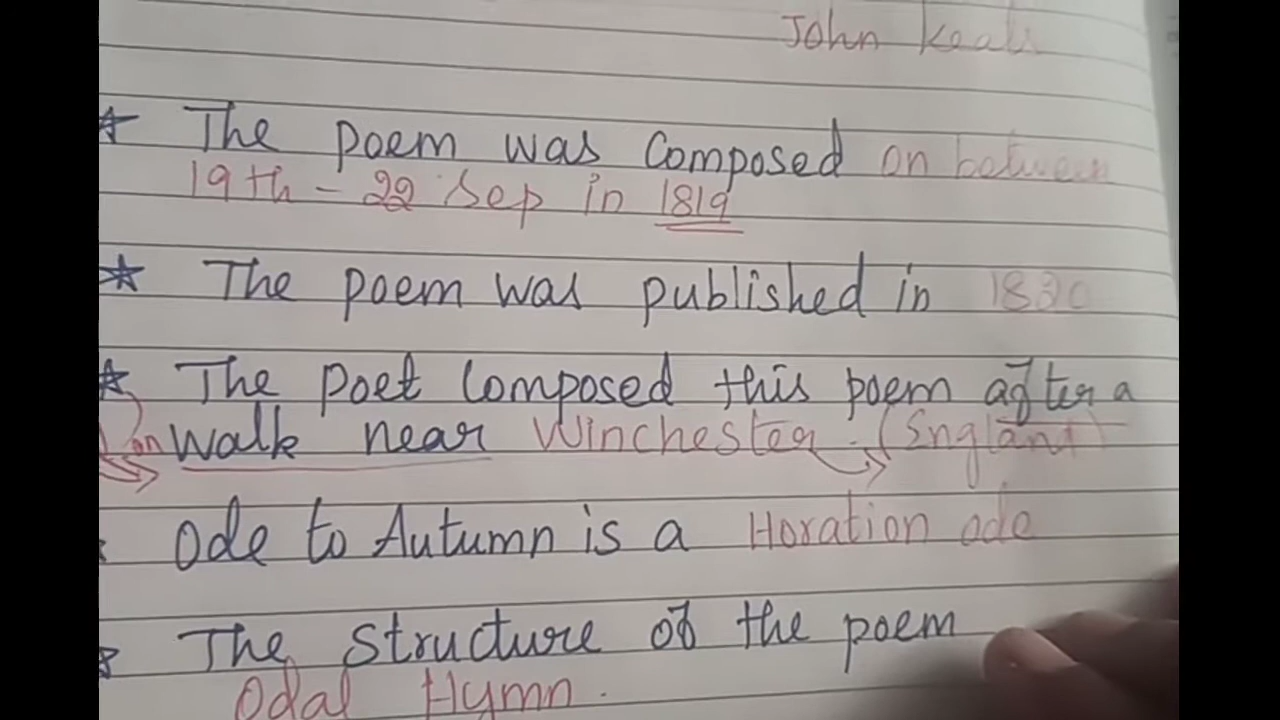 John Keats
The poem was composed on between
19th - 22 Sep in 1819
The poem was published in 1820
The poet composed this poem after a
on walk near Winchester. (England)
Ode to Autumn is a Horation ode
The structure of the poem
Odal Hymn.